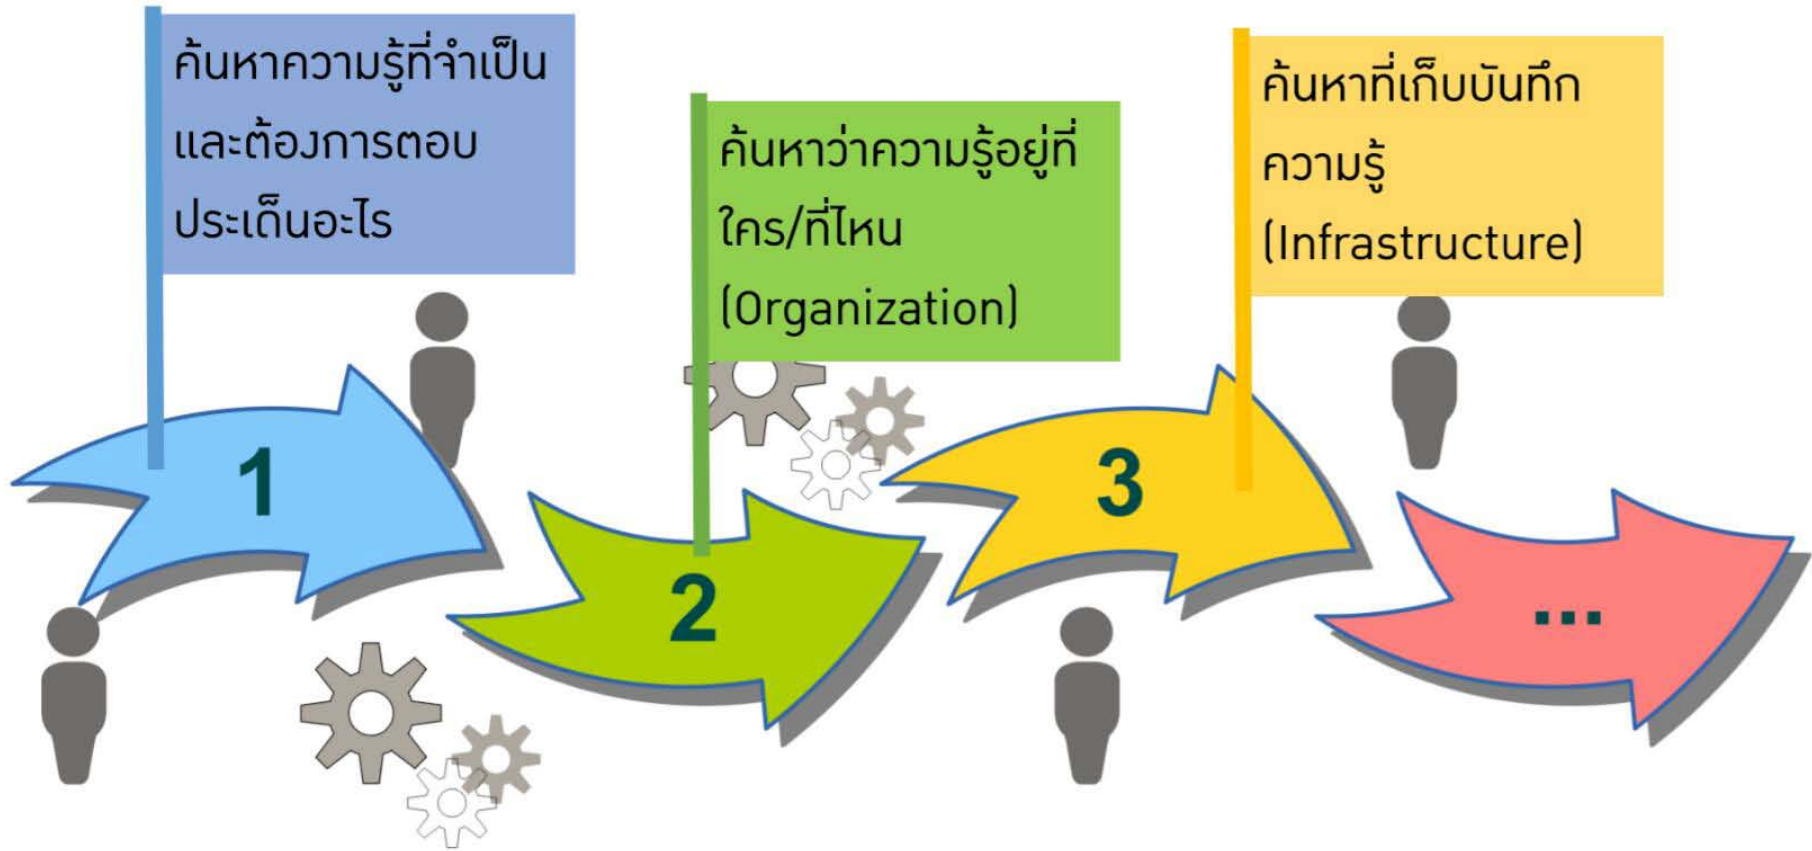 ค้นหาความรู้ที่จำเป็น
และต้องการตอบ
ประเด็นอะไร
ค้นหาว่าความรู้อยู่ที่
ใคร/ที่ไหน
(Organization)
ค้นหาที่เก็บบันทึก
ความรู้
(Infrastructure)
1
2
3
...